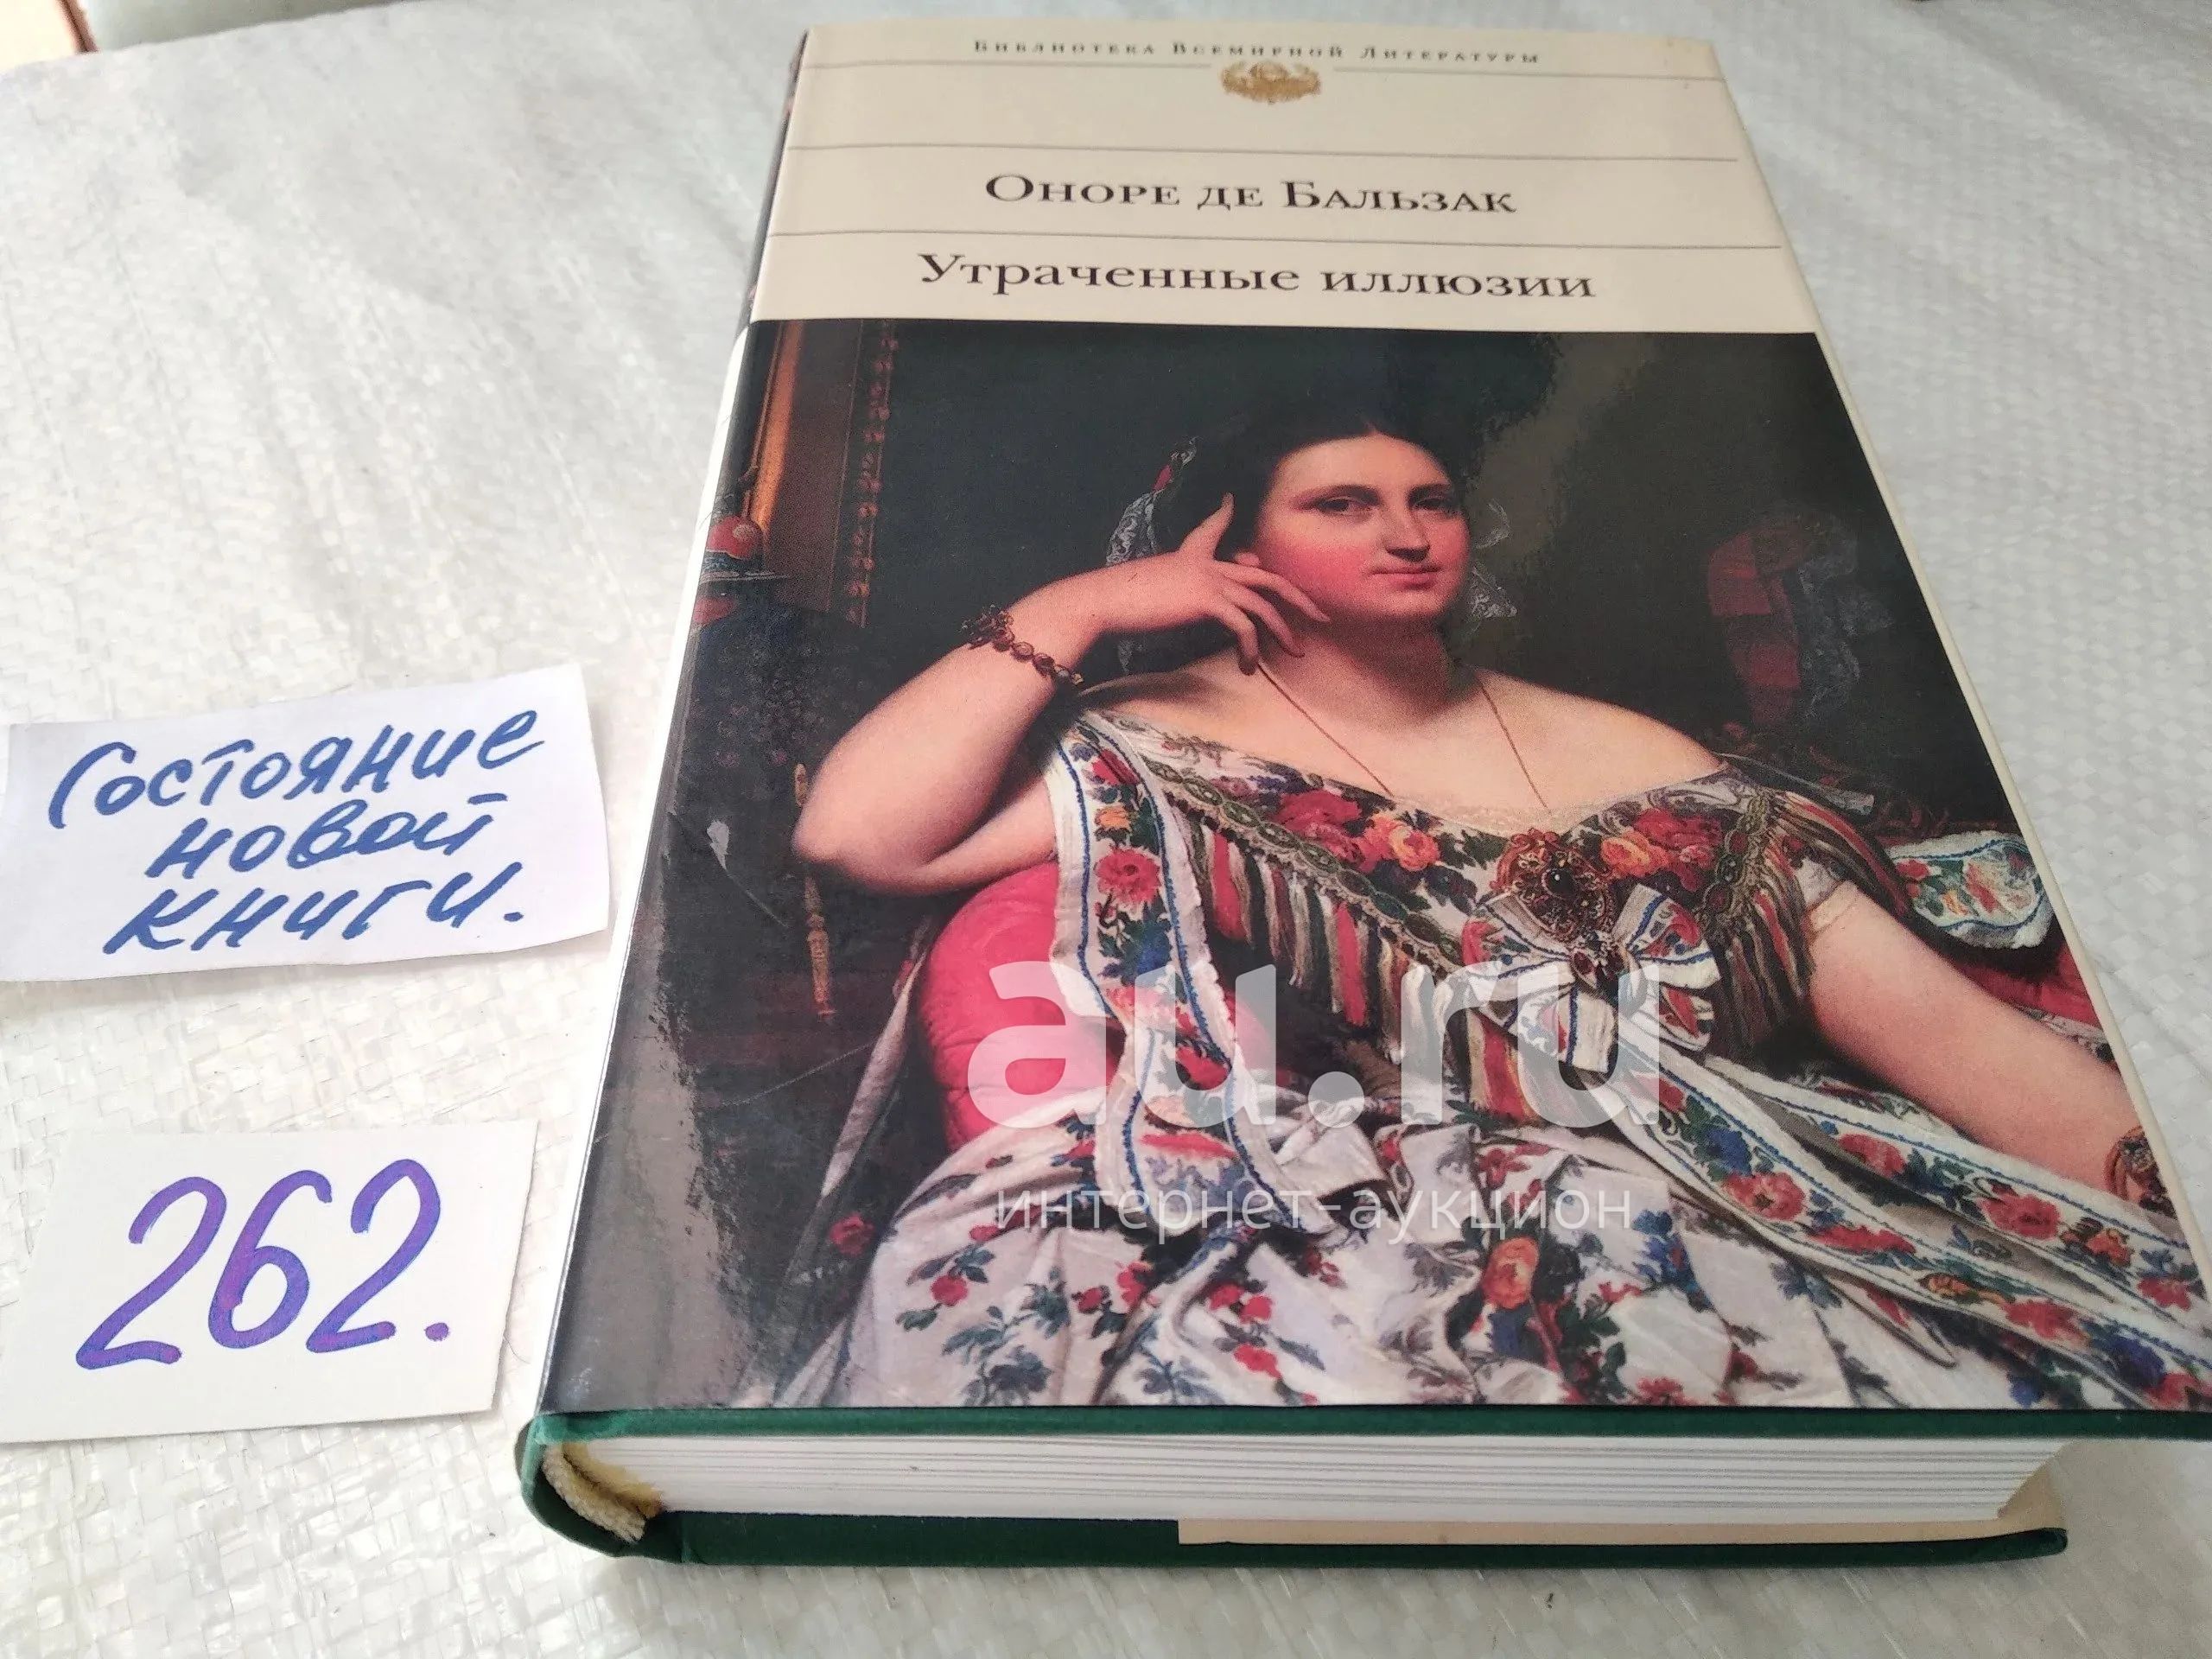 Библиотека Всемирной Литературы
Оноре де Бальзак
Утраченные иллюзии
Состояние
новой
книги.
262.
au.ru
интернет-аукцион